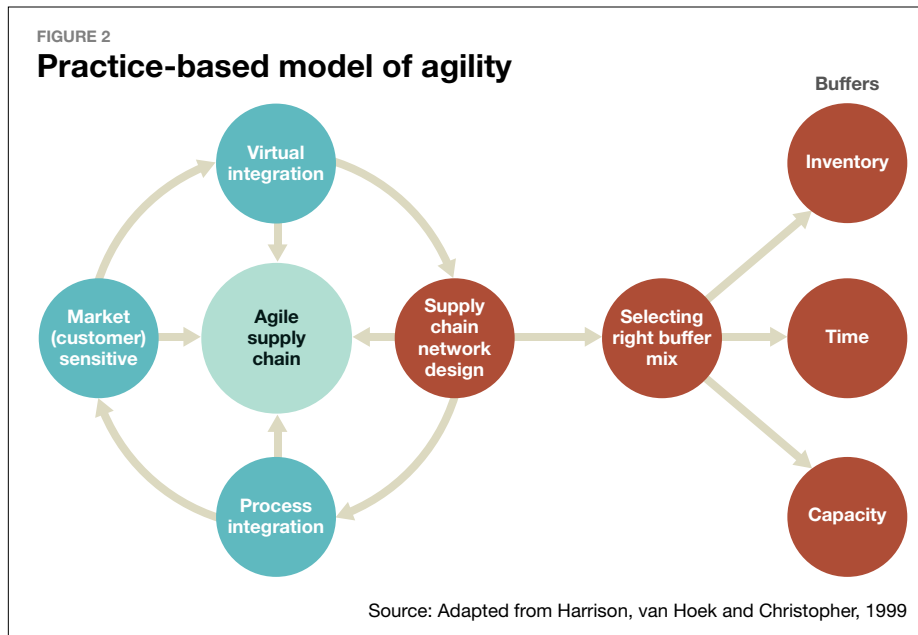 FIGURE 2
Practice-based model of agility
Buffers
Virtual
integration
Inventory
Market
(customer)
sensitive
Agile
supply
chain
Supply
chain
network
design
Selecting
right buffer
mix
Time
Process
integration
Capacity
Source: Adapted from Harrison, van Hoek and Christopher, 1999